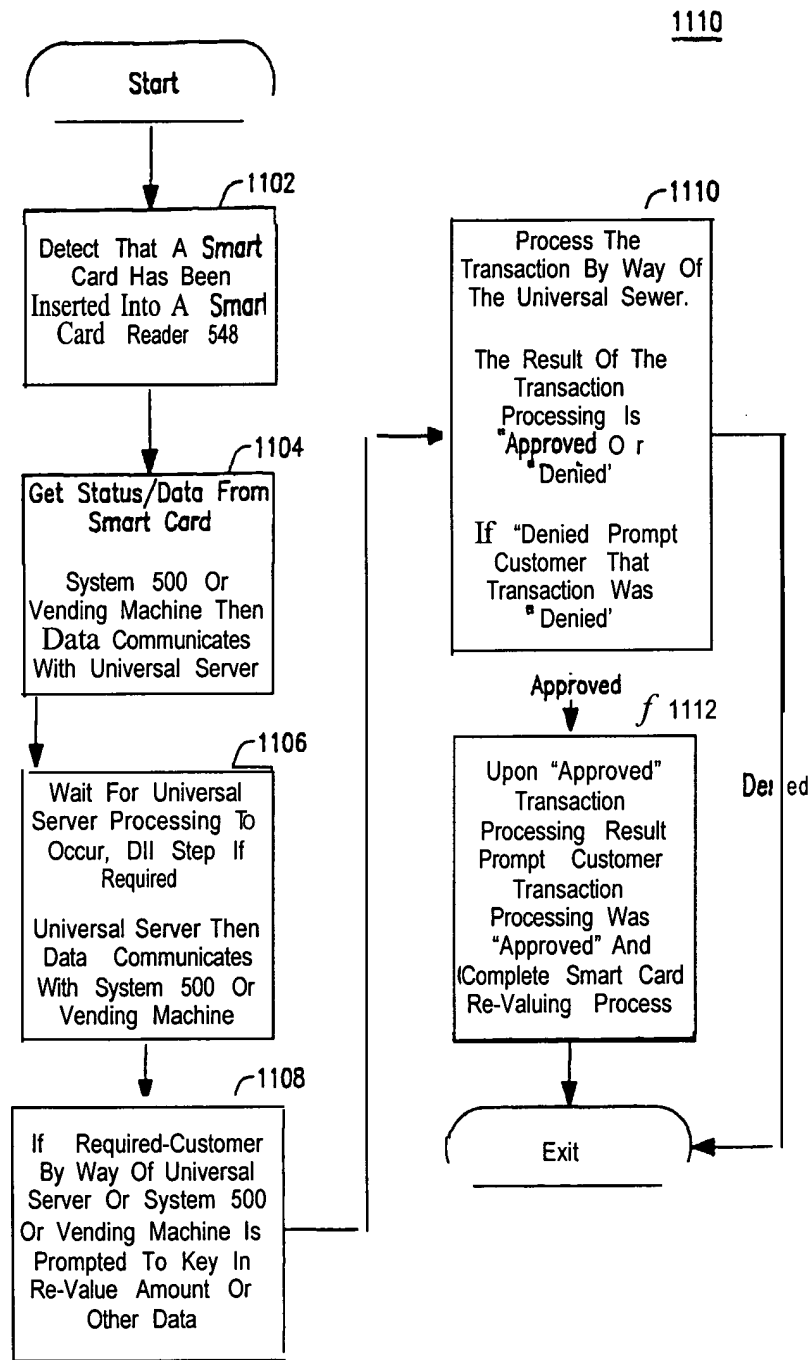 1110
Start
1102
Detect That A Smart
Card Has Been
Inserted Into A Smart
Card Reader 548
1104
Get Status/Data From
Smart Card
System 500 Or
Vending Machine Then
Data Communicates
With Universal Server
1106
Wait For Universal
Server Processing To
Occur, DII Step If
Required
Universal Server Then
Data Communicates
With System 500 Or
Vending Machine
1108
If Required-Customer
By Way Of Universal
Server Or System 500
Or Vending Machine Is
Prompted To Key In
Re-Value Amount Or
Other Data
1110
Process The
Transaction By Way Of
The Universal Sewer.
The Result Of The
Transaction
Processing Is
"Approved O r
"Denied'
If "Denied Prompt
Customer That
Transaction Was
"Denied'
Approved
f 1112
Upon "Approved"
Transaction
Processing Result
Prompt Customer
Transaction
Processing Was
"Approved" And
(Complete Smart Card
Re-Valuing Process
Der ed
Exit